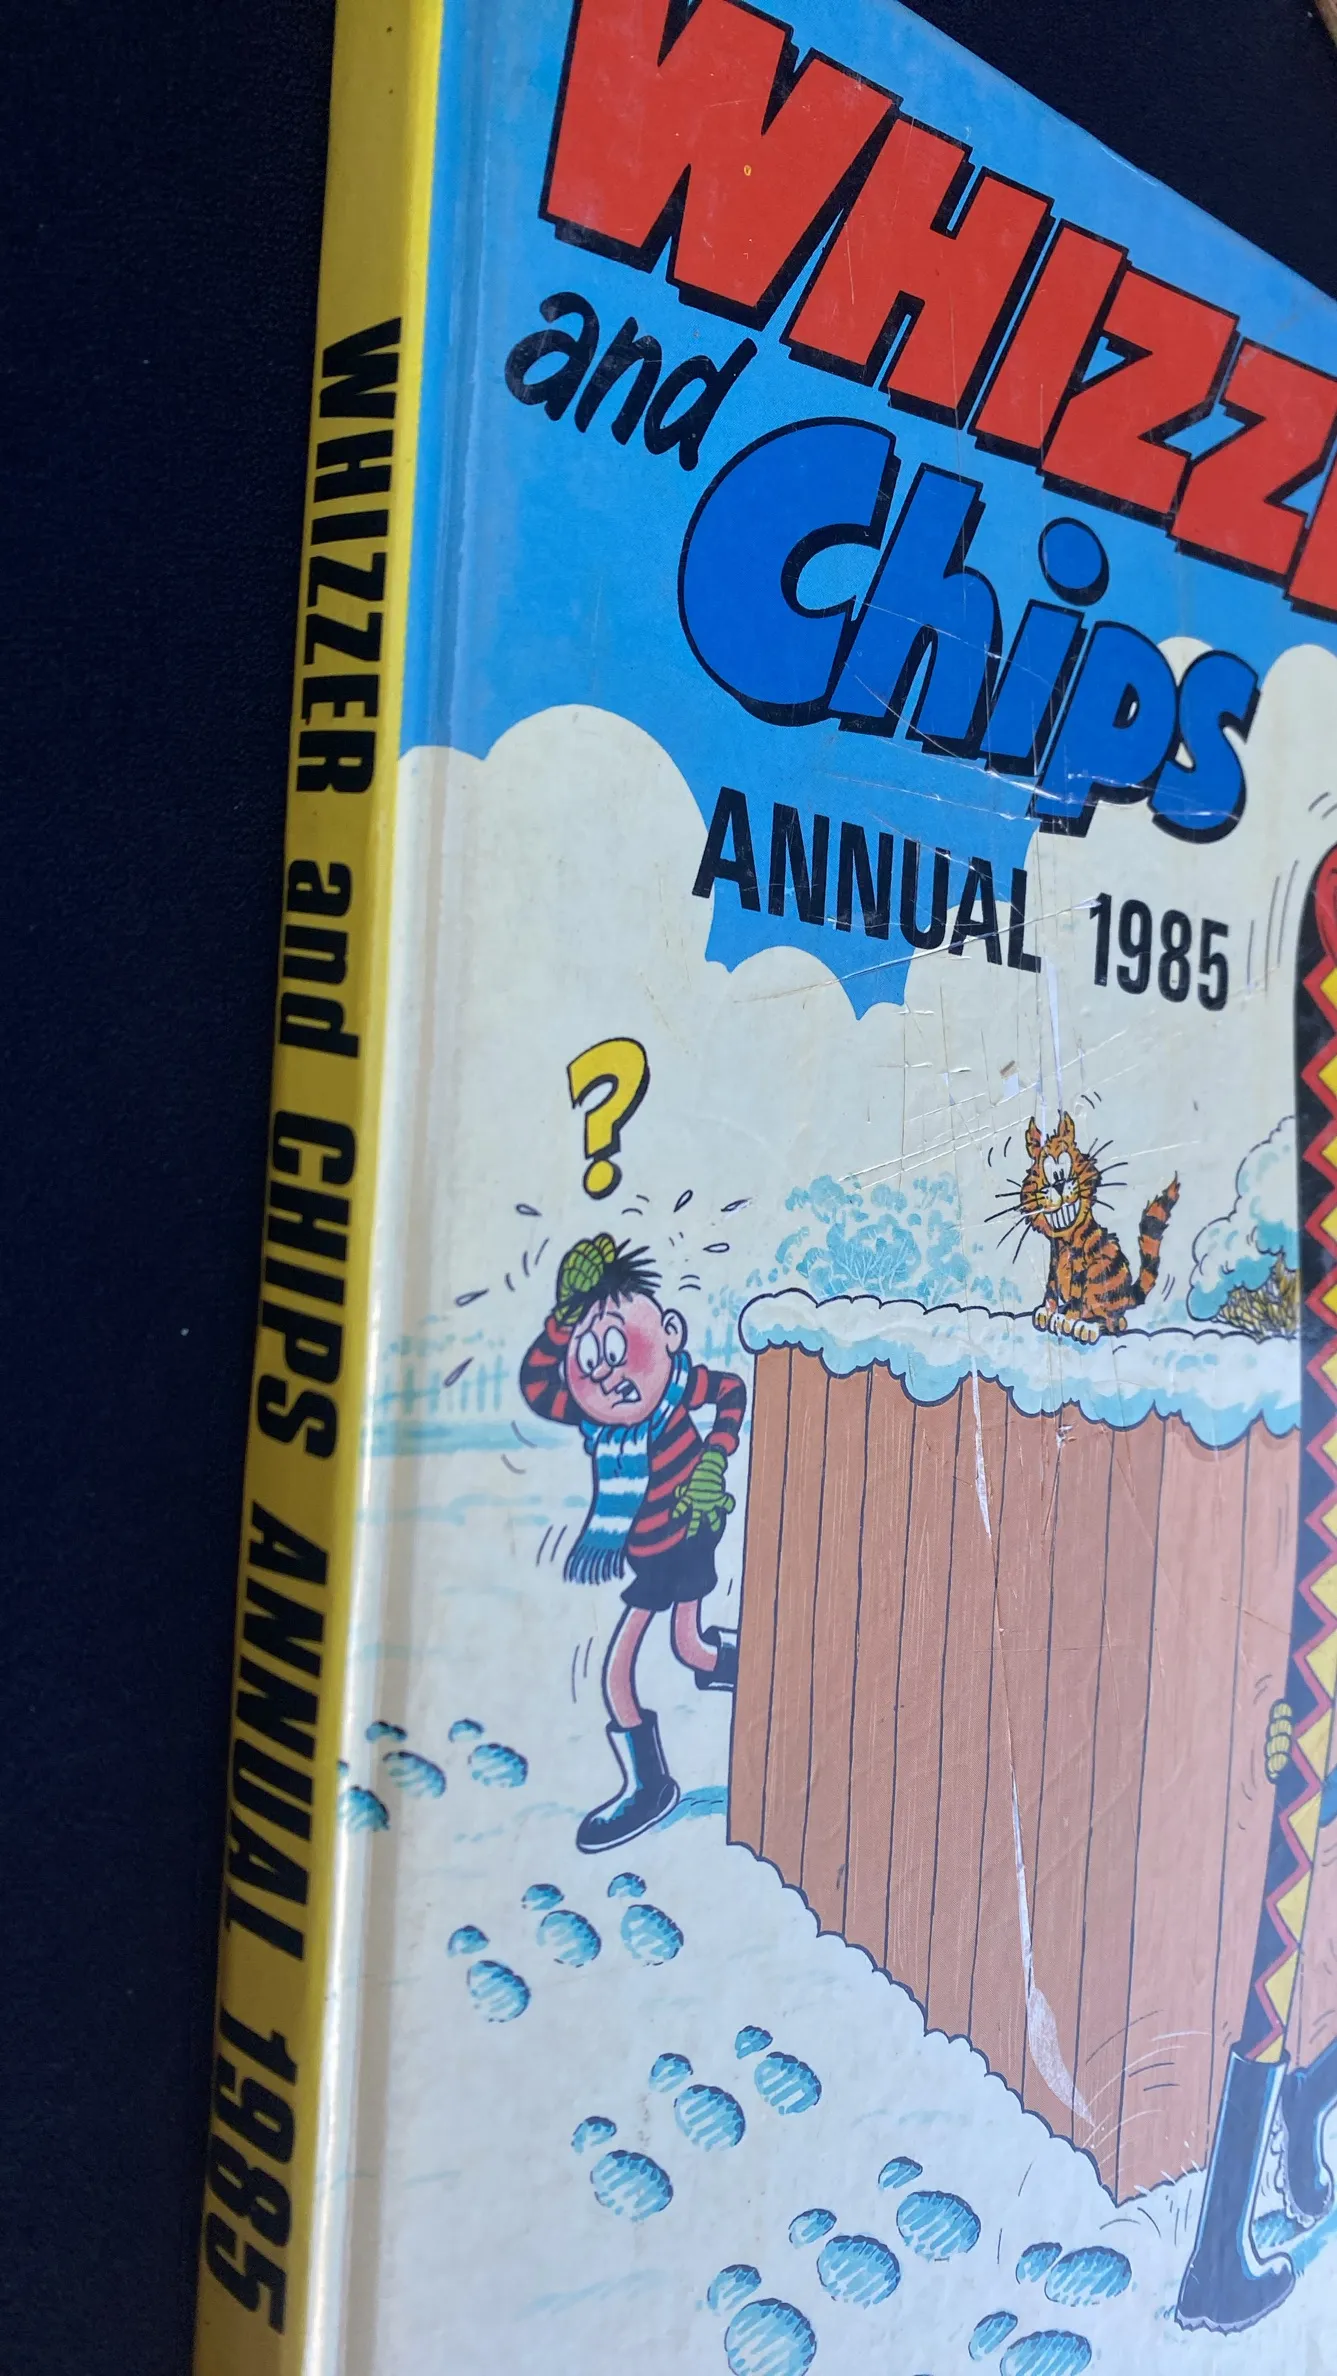 WHIZZ
and
Chips
ANNUAL 1985
?
WHIZZER and CHIPS ANNUAL 1985